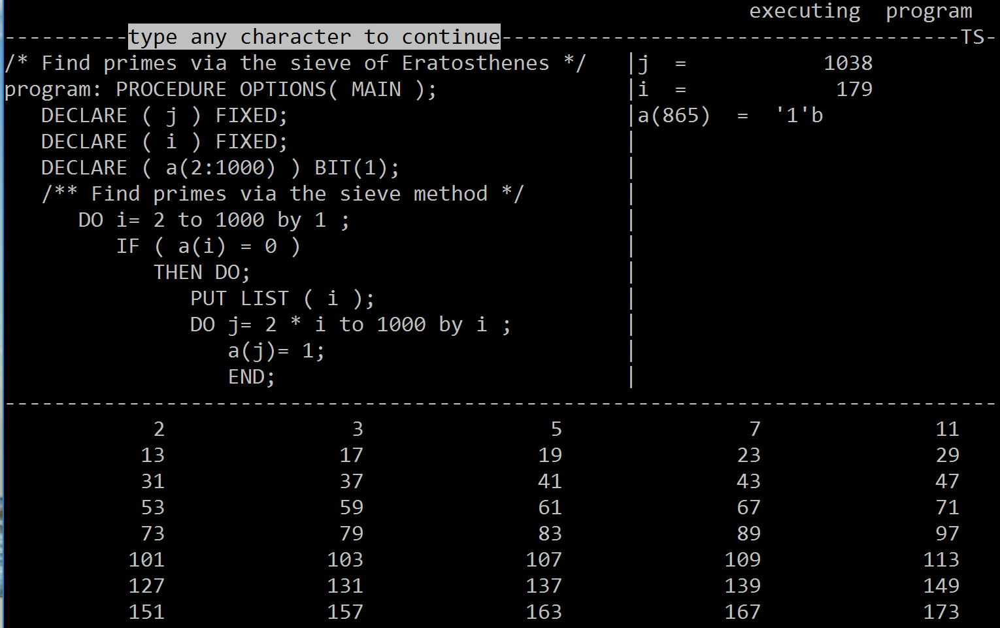 executing program
----------type any character to continue-------------------------------------TS-
/* Find primes via the sieve of Eratosthenes */ |j = 1038
program: PROCEDURE OPTIONS( MAIN ); |i = 179
DECLARE ( j ) FIXED; |a(865) = '1'b
DECLARE ( i ) FIXED; |
DECLARE ( a(2:1000) ) BIT(1); |
/** Find primes via the sieve method */ |
DO i= 2 to 1000 by 1 ; |
IF ( a(i) = 0 ) |
THEN DO; |
PUT LIST ( i ); |
DO j= 2 * i to 1000 by i ; |
a(j)= 1; |
END; |
--------------------------------------------------------------------------------
2 3 5 7 11
13 17 19 23 29
31 37 41 43 47
53 59 61 67 71
73 79 83 89 97
101 103 107 109 113
127 131 137 139 149
151 157 163 167 173